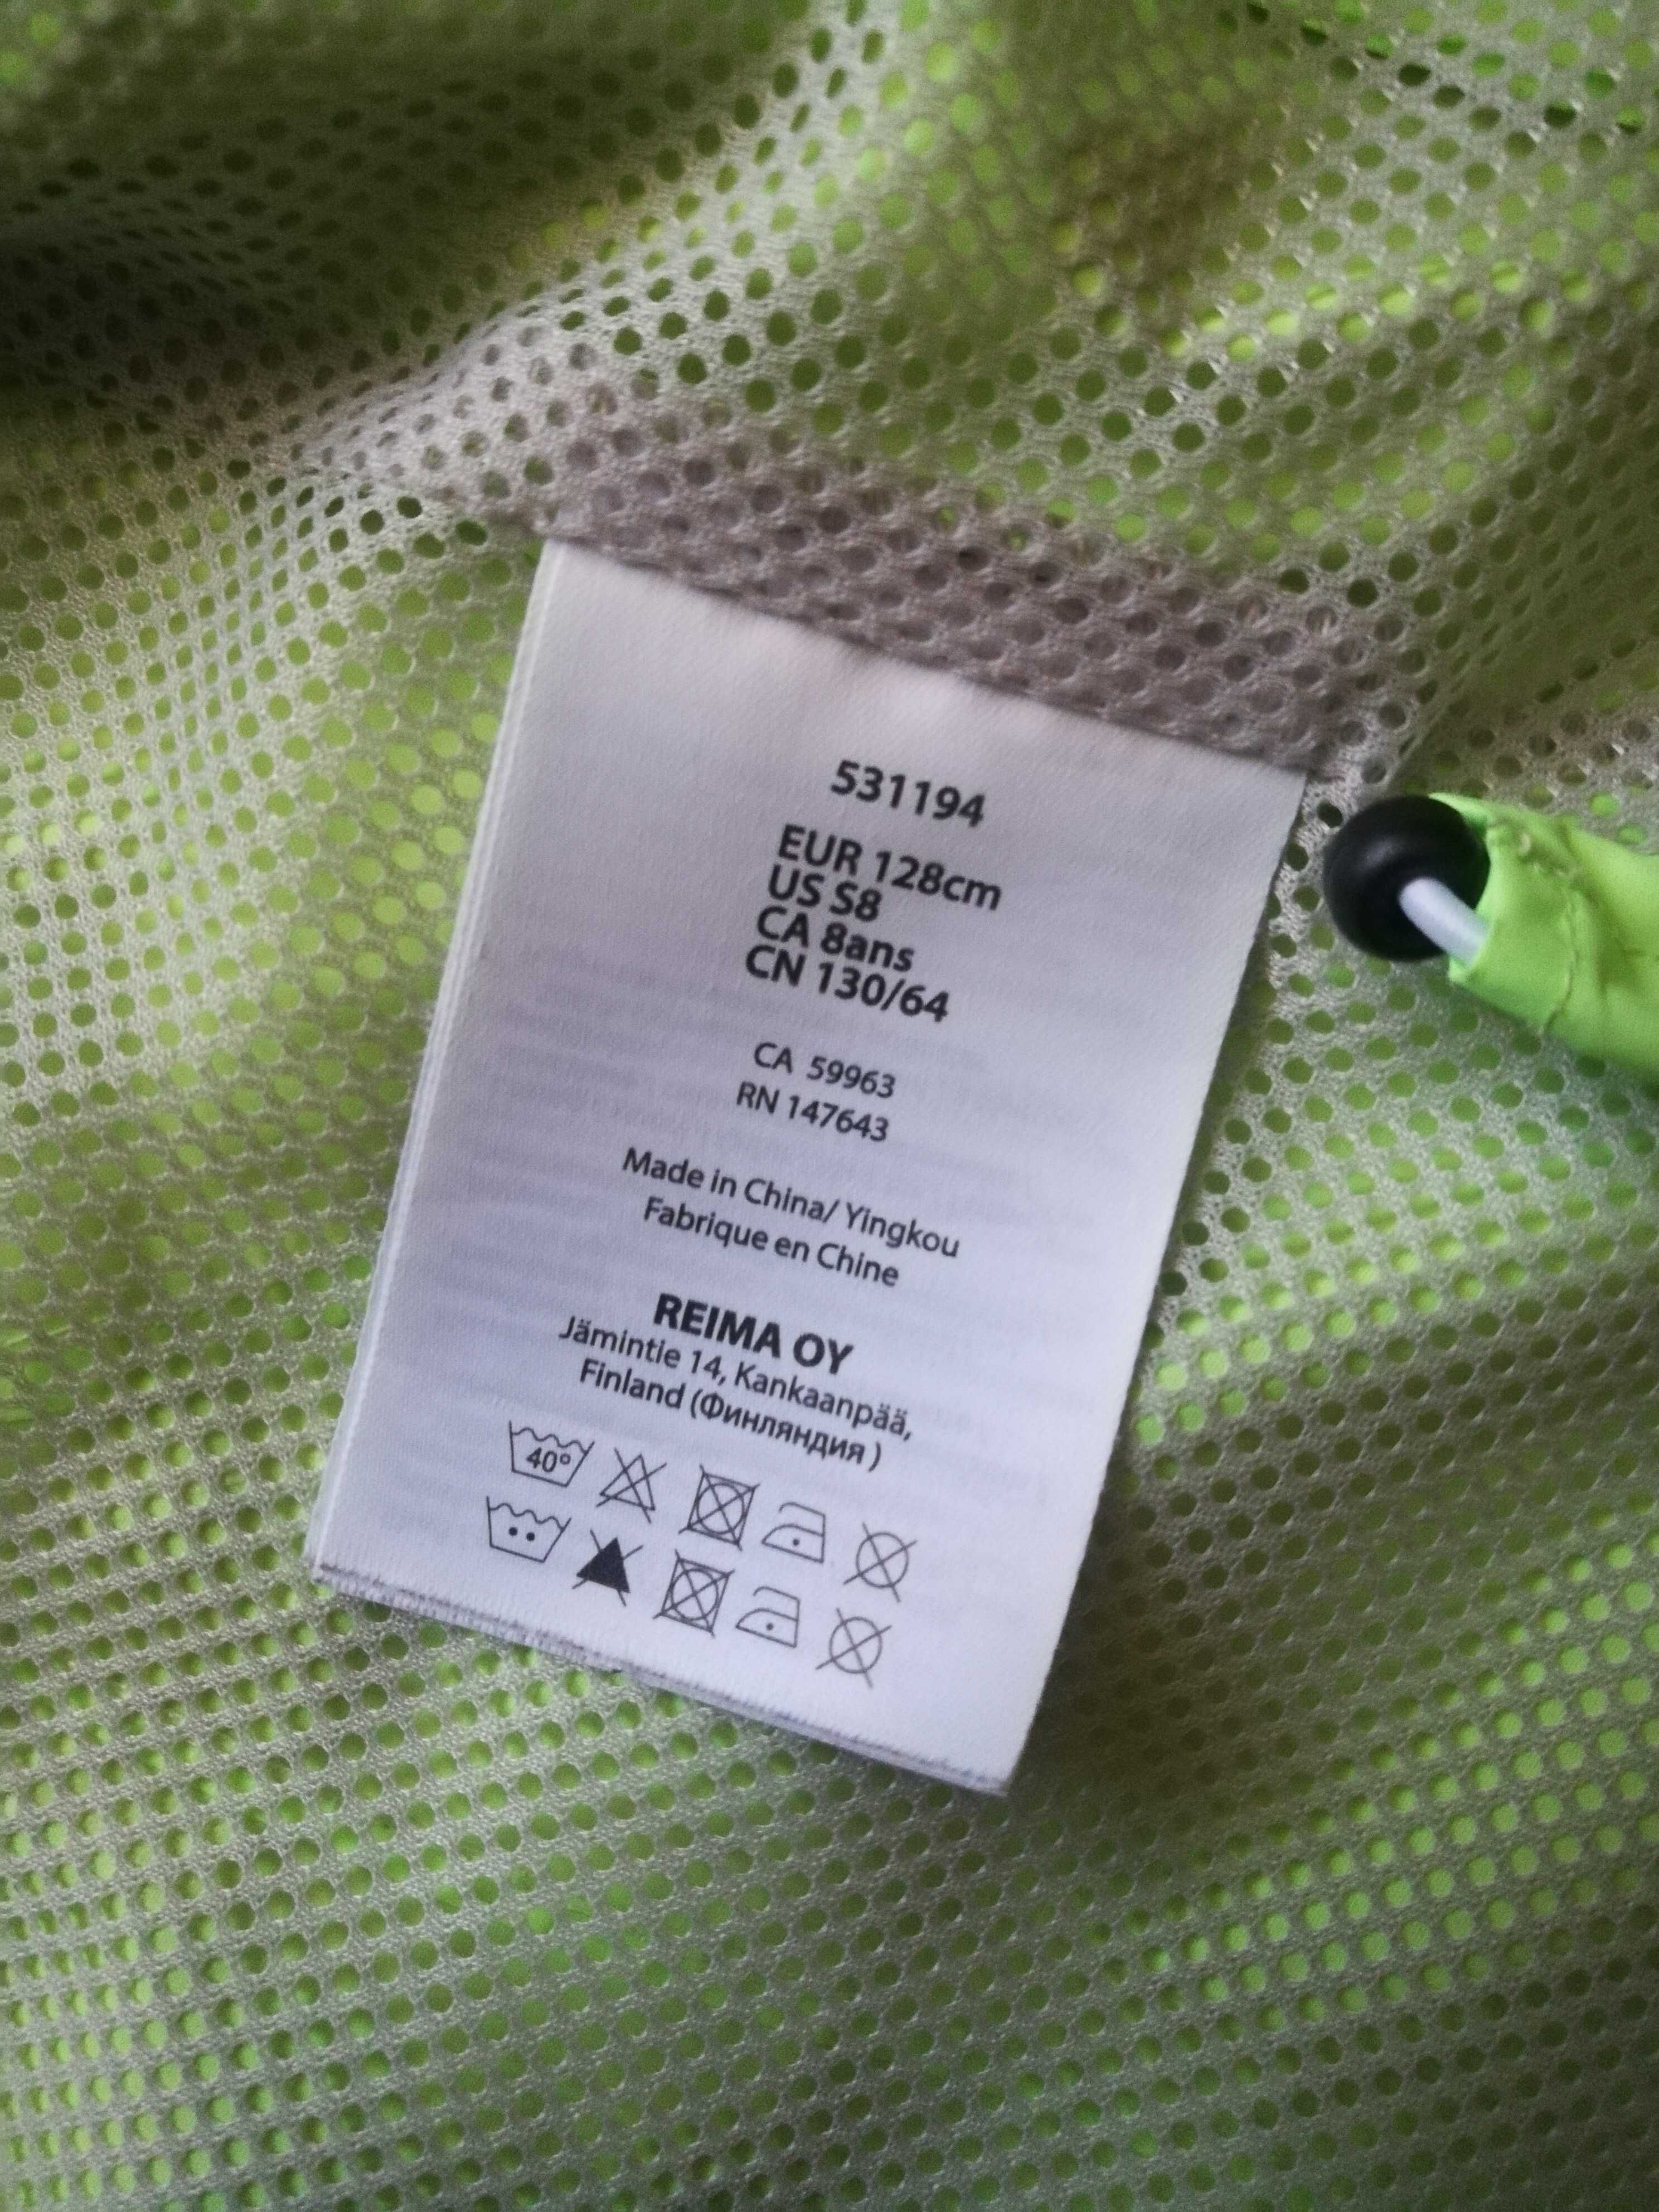 531194
EUR 128cm
US S8
CA 8ans
CN 130/64
CA 59963
RN 147643
Made in China/ Yingkou
Fabrique en Chine
REIMA OY
Jämintie 14, Kankaanpää,
Finland (Финляндия )
40°